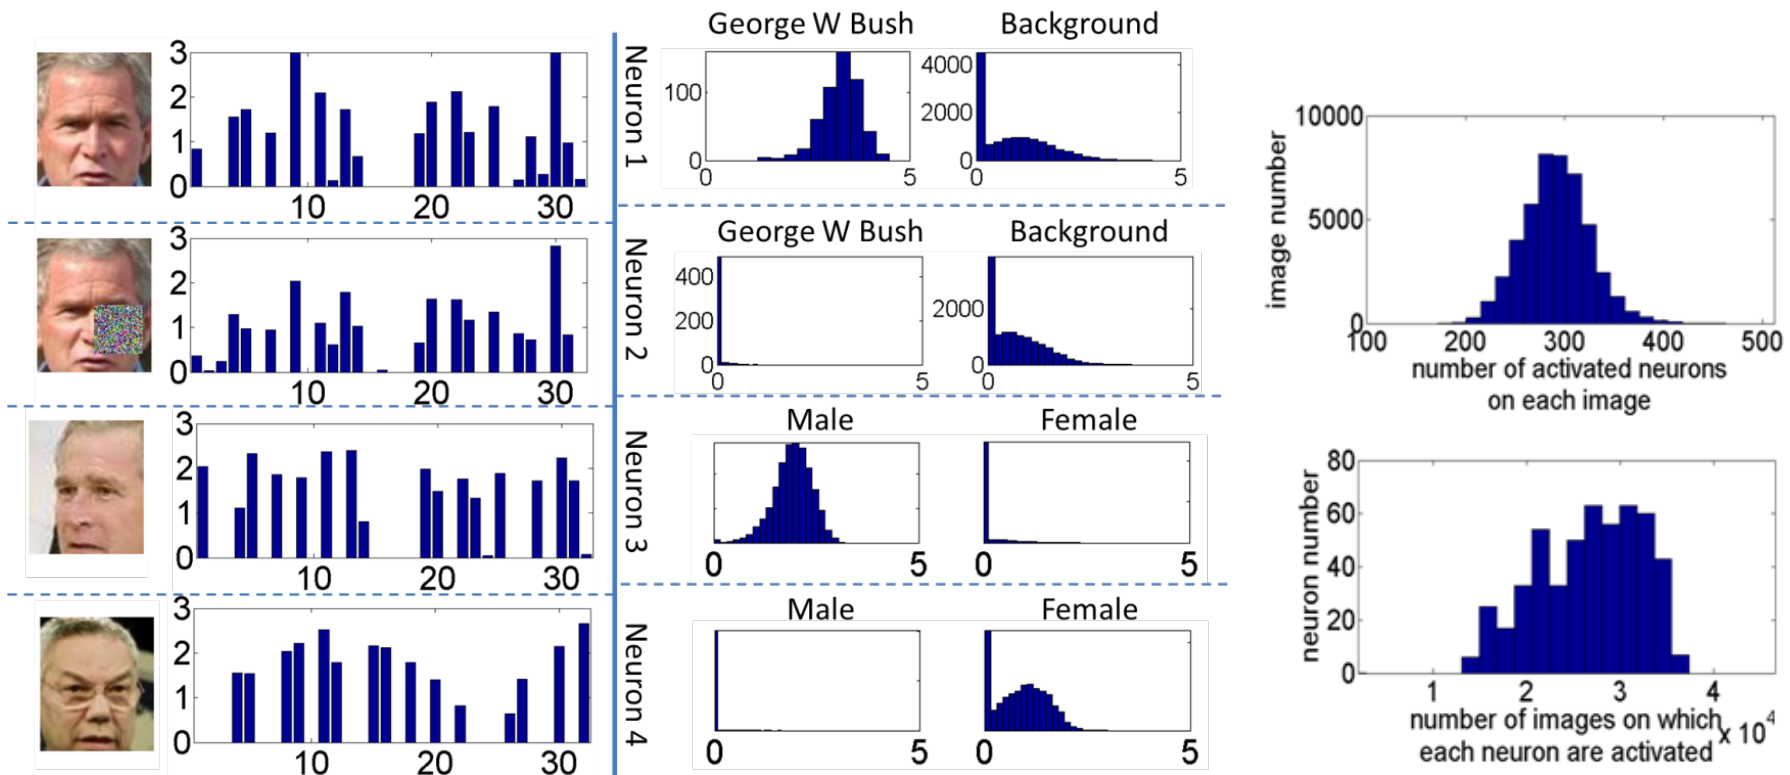 3
2
1
0
10 20 30
3
2
1
0
10 20 30
3
2
1
0
10 20 30
3
2
1
0
10 20 30
Neuron 1
George W Bush Background
100
0
0 5
4000
2000
0
0 5
Neuron 2
George W Bush Background
400
200
0
0 5
2000
0
0 5
Neuron 3
Male Female
0 5
0 5
Neuron 4
Male Female
0 5
0 5
image number
10000
5000
0
100 200 300 400 500
number of activated neurons
on each image
neuron number
80
60
40
20
0
1 2 3 4
x 10⁴
number of images on which
each neuron are activated